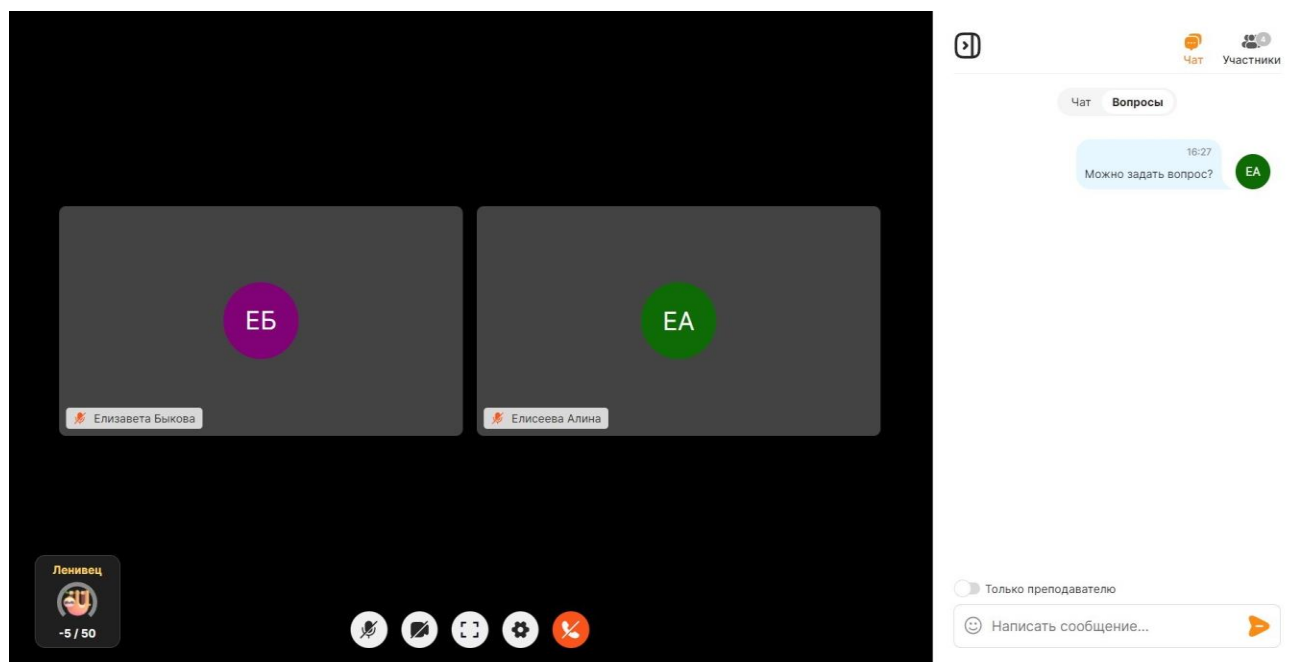 ЕБ
Елизавета Быкова
ЕА
Елисеева Алина
Ленивец
-5 / 50
4
Чат Участники
Чат Вопросы
16:27
Можно задать вопрос?
ЕА
Только преподавателю
Написать сообщение...